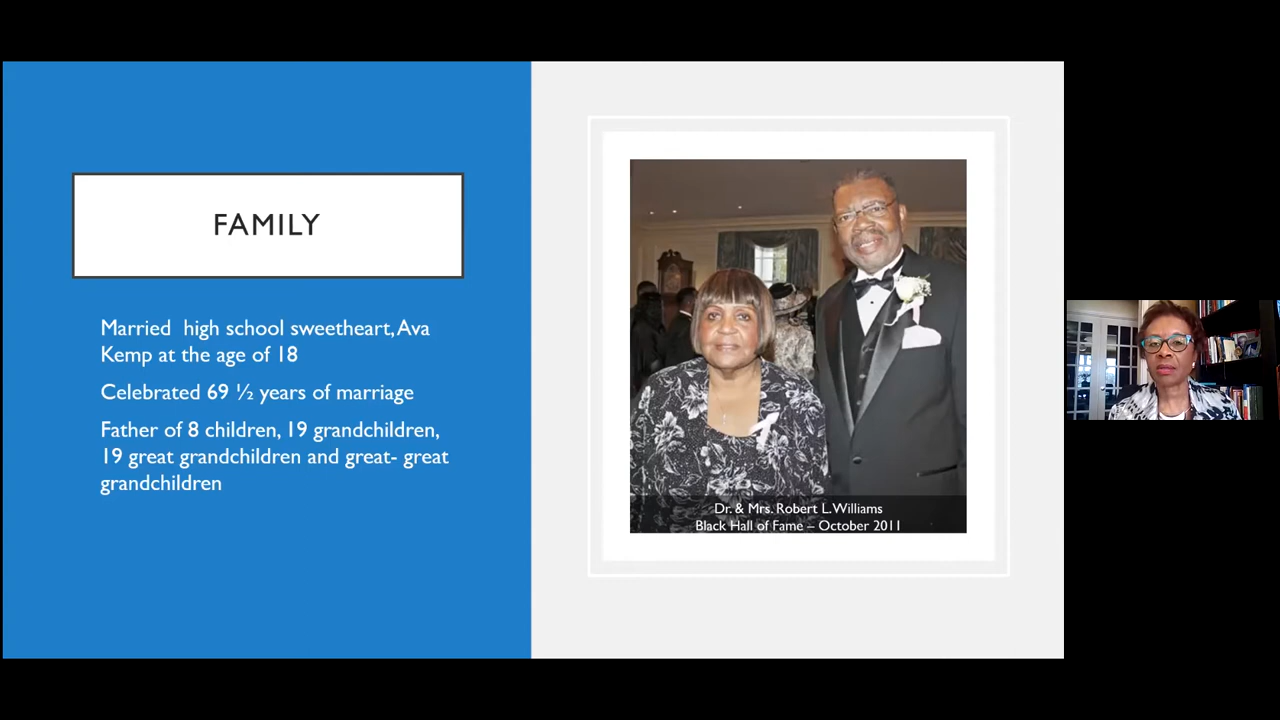 FAMILY
Married high school sweetheart, Ava
Kemp at the age of 18
Celebrated 69 ½ years of marriage
Father of 8 children, 19 grandchildren,
19 great grandchildren and great- great
grandchildren
Dr. & Mrs. Robert L. Williams
Black Hall of Fame – October 2011